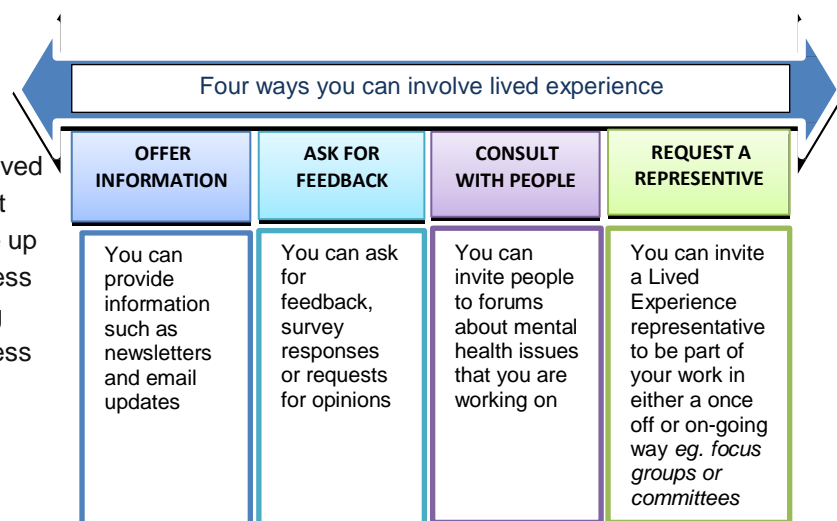 Four ways you can involve lived experience
ved
t
up
ess
g
ess
OFFER
INFORMATION
ASK FOR
FEEDBACK
CONSULT
WITH PEOPLE
REQUEST A
REPRESENTIVE
You can
provide
information
such as
newsletters
and email
updates
You can ask
for
feedback,
survey
responses
or requests
for opinions
You can
invite people
to forums
about mental
health issues
that you are
working on
You can invite
a Lived
Experience
representative
to be part of
your work in
either a once
off or on-going
way eg. focus
groups or
committees